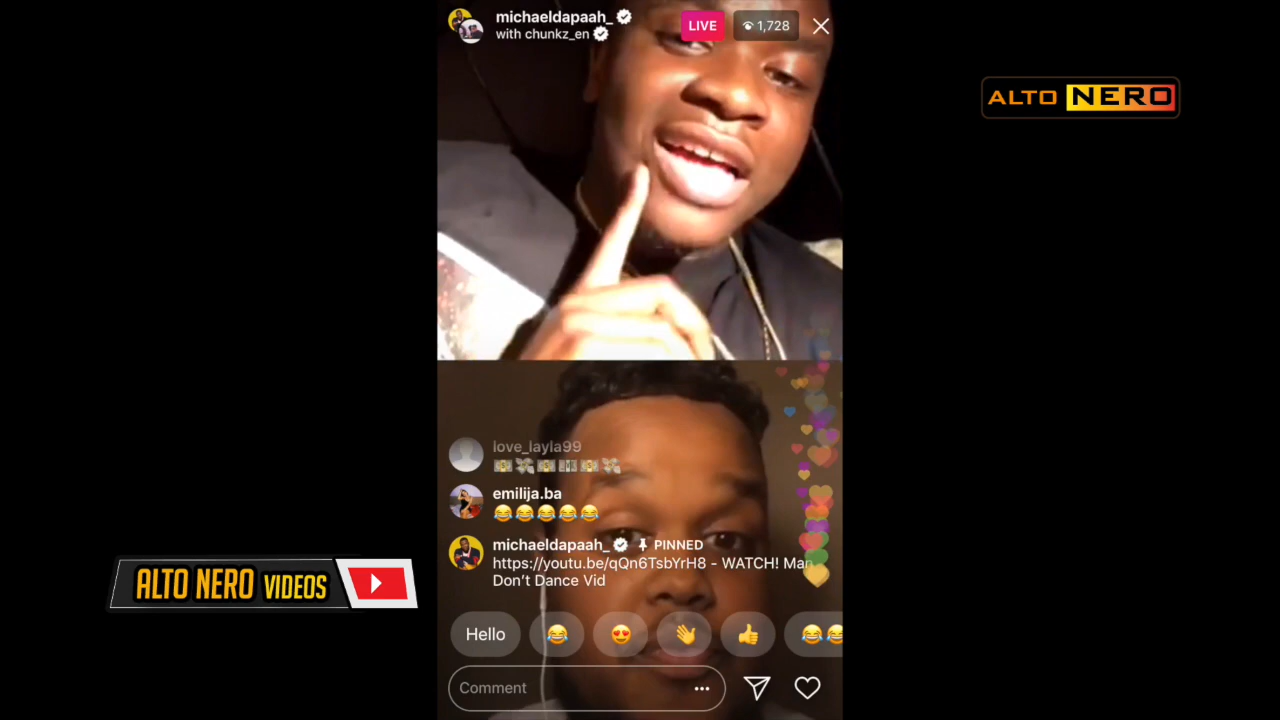 michaeldapaah_
with chunkz_en
LIVE
1,728
ALTO NERO
love_layla99
emilija.ba
michaeldapaah_ PINNED
https://youtu.be/qQn6TsbYrH8 - WATCH! Man
Don't Dance Vid
ALTO NERO VIDEOS
Hello
Comment